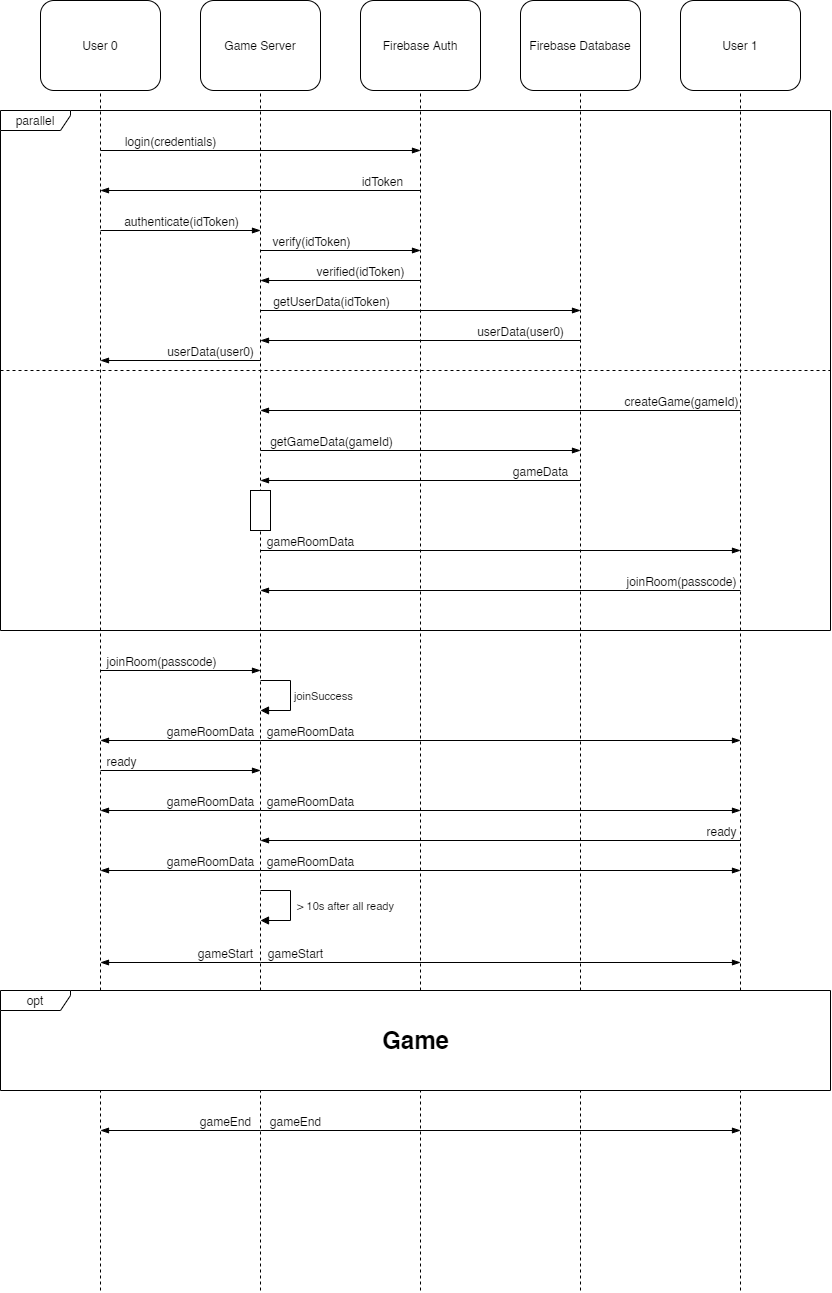 User 0
Game Server
Firebase Auth
Firebase Database
User 1
parallel
login(credentials)
idToken
authenticate(idToken)
verify(idToken)
verified(idToken)
getUserData(idToken)
userData(user0)
userData(user0)
createGame(gameId)
getGameData(gameId)
gameData
gameRoomData
joinRoom(passcode)
joinRoom(passcode)
joinSuccess
gameRoomData
gameRoomData
ready
gameRoomData
gameRoomData
ready
gameRoomData
gameRoomData
> 10s after all ready
gameStart
gameStart
opt
Game
gameEnd
gameEnd